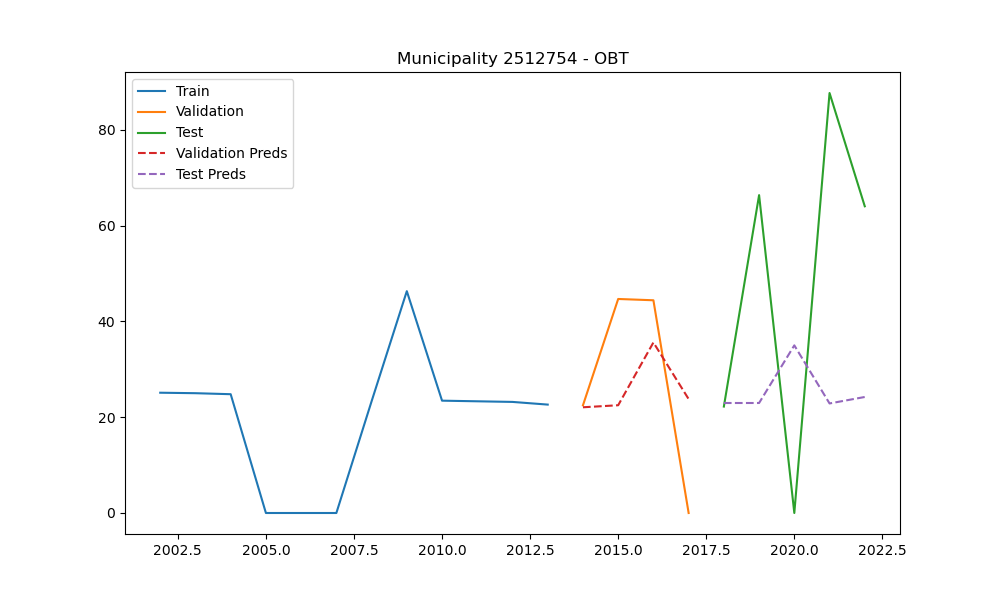 Municipality 2512754 - OBT
Train
Validation
Test
Validation Preds
Test Preds
80
60
40
20
0
2002.5 2005.0 2007.5 2010.0 2012.5 2015.0 2017.5 2020.0 2022.5